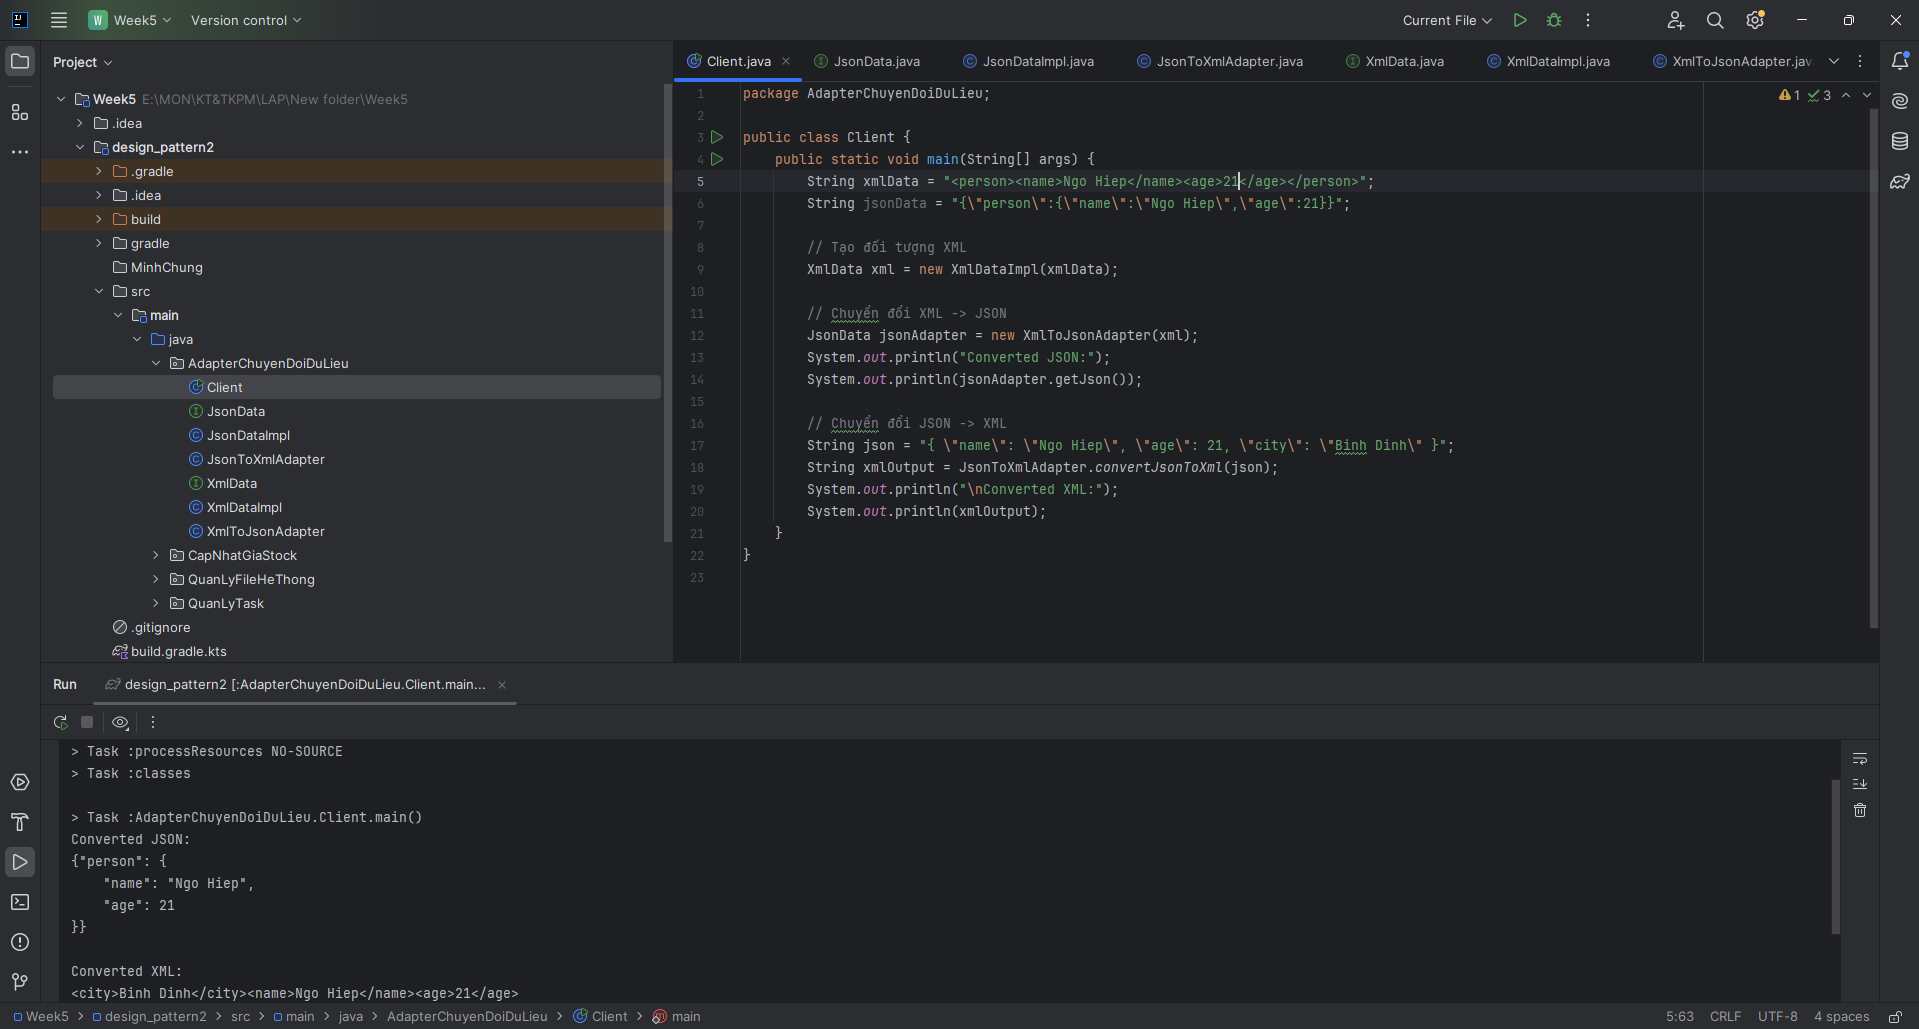 W Week5 Version control Current File
Project
Client.java JsonData.java JsonDataImpl.java JsonToXmlAdapter.java XmlData.java XmlDataImpl.java XmlToJsonAdapter.jav
Week5 E:\MON\KT&TKPM\LAP\New folder\Week5
.idea
design_pattern2
.gradle
.idea
build
gradle
MinhChung
src
main
java
AdapterChuyenDoiDuLieu
Client
JsonData
JsonDataImpl
JsonToXmlAdapter
XmlData
XmlDataImpl
XmlToJsonAdapter
CapNhatGiaStock
QuanLyFileHeThong
QuanLyTask
.gitignore
build.gradle.kts
1 package AdapterChuyenDoiDuLieu; 1 3
2
3 public class Client {
4 public static void main(String[] args) {
5 String xmlData = "<person><name>Ngo Hiep</name><age>21</age></person>";
6 String jsonData = "{\"person\":{\"name\":\"Ngo Hiep\",\"age\":21}}";
7
8 // Tạo đối tượng XML
9 XmlData xml = new XmlDataImpl(xmlData);
10
11 // Chuyển đổi XML -> JSON
12 JsonData jsonAdapter = new XmlToJsonAdapter(xml);
13 System.out.println("Converted JSON:");
14 System.out.println(jsonAdapter.getJson());
15
16 // Chuyển đổi JSON -> XML
17 String json = "{ \"name\": \"Ngo Hiep\", \"age\": 21, \"city\": \"Binh Dinh\" }";
18 String xmlOutput = JsonToXmlAdapter.convertJsonToXml(json);
19 System.out.println("\nConverted XML:");
20 System.out.println(xmlOutput);
21 }
22 }
23
Run design_pattern2 [:AdapterChuyenDoiDuLieu.Client.main...
> Task :processResources NO-SOURCE
> Task :classes
> Task :AdapterChuyenDoiDuLieu.Client.main()
Converted JSON:
{"person": {
"name": "Ngo Hiep",
"age": 21
}}
Converted XML:
<city>Binh Dinh</city><name>Ngo Hiep</name><age>21</age>
Week5 > design_pattern2 > src > main > java > AdapterChuyenDoiDuLieu > Client > main 5:63 CRLF UTF-8 4 spaces